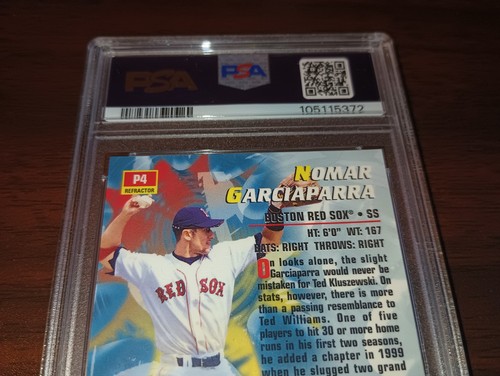 PSA
PSA
105115372
P4
REFRACTOR
NOMAR
GARCIAPARRA
BOSTON RED SOX® • SS
HT: 6'0" WT: 167
BATS: RIGHT THROWS: RIGHT
On looks alone, the slight
Garciaparra would never be
mistaken for Ted Kluszewski. On
stats, however, there is more
than a passing resemblance to
Ted Williams. One of five
players to hit 30 or more home
runs in his first two seasons,
he added a chapter in 1999
when he slugged two grand
RED SOX